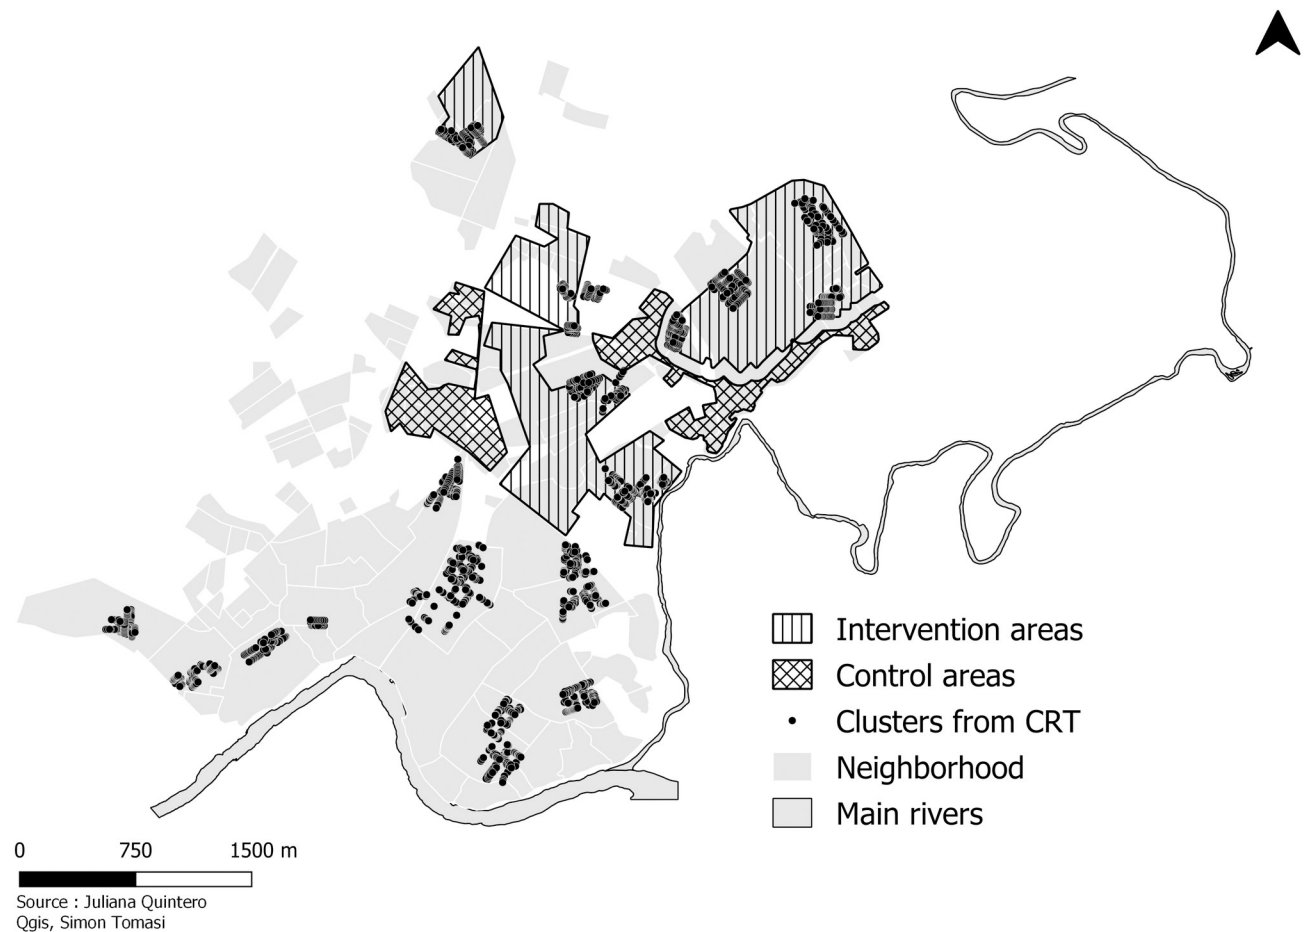 Intervention areas
Control areas
Clusters from CRT
Neighborhood
Main rivers
0 750 1500 m
Source : Juliana Quintero
Qgis, Simon Tomasi